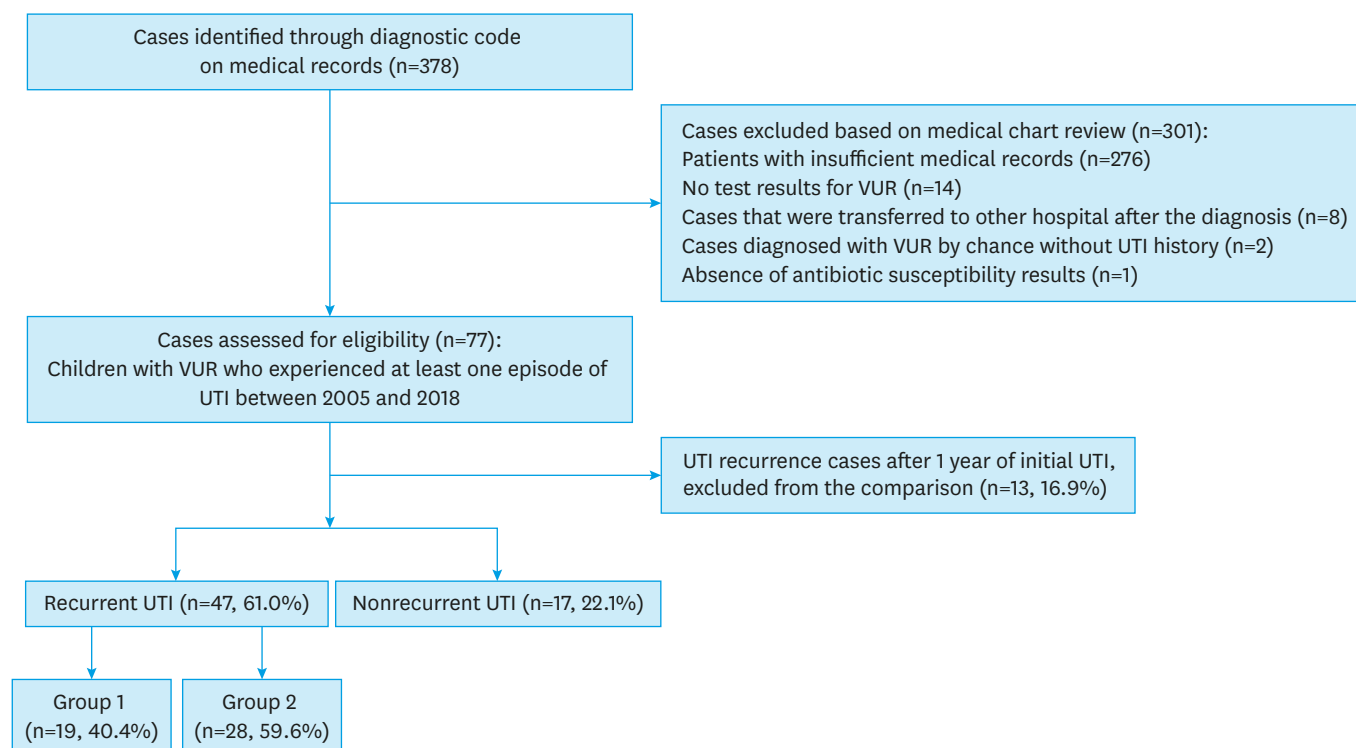 Cases identified through diagnostic code
on medical records (n=378)
Cases excluded based on medical chart review (n=301):
Patients with insufficient medical records (n=276)
No test results for VUR (n=14)
Cases that were transferred to other hospital after the diagnosis (n=8)
Cases diagnosed with VUR by chance without UTI history (n=2)
Absence of antibiotic susceptibility results (n=1)
Cases assessed for eligibility (n=77):
Children with VUR who experienced at least one episode of
UTI between 2005 and 2018
UTI recurrence cases after 1 year of initial UTI,
excluded from the comparison (n=13, 16.9%)
Recurrent UTI (n=47, 61.0%)
Nonrecurrent UTI (n=17, 22.1%)
Group 1
(n=19, 40.4%)
Group 2
(n=28, 59.6%)